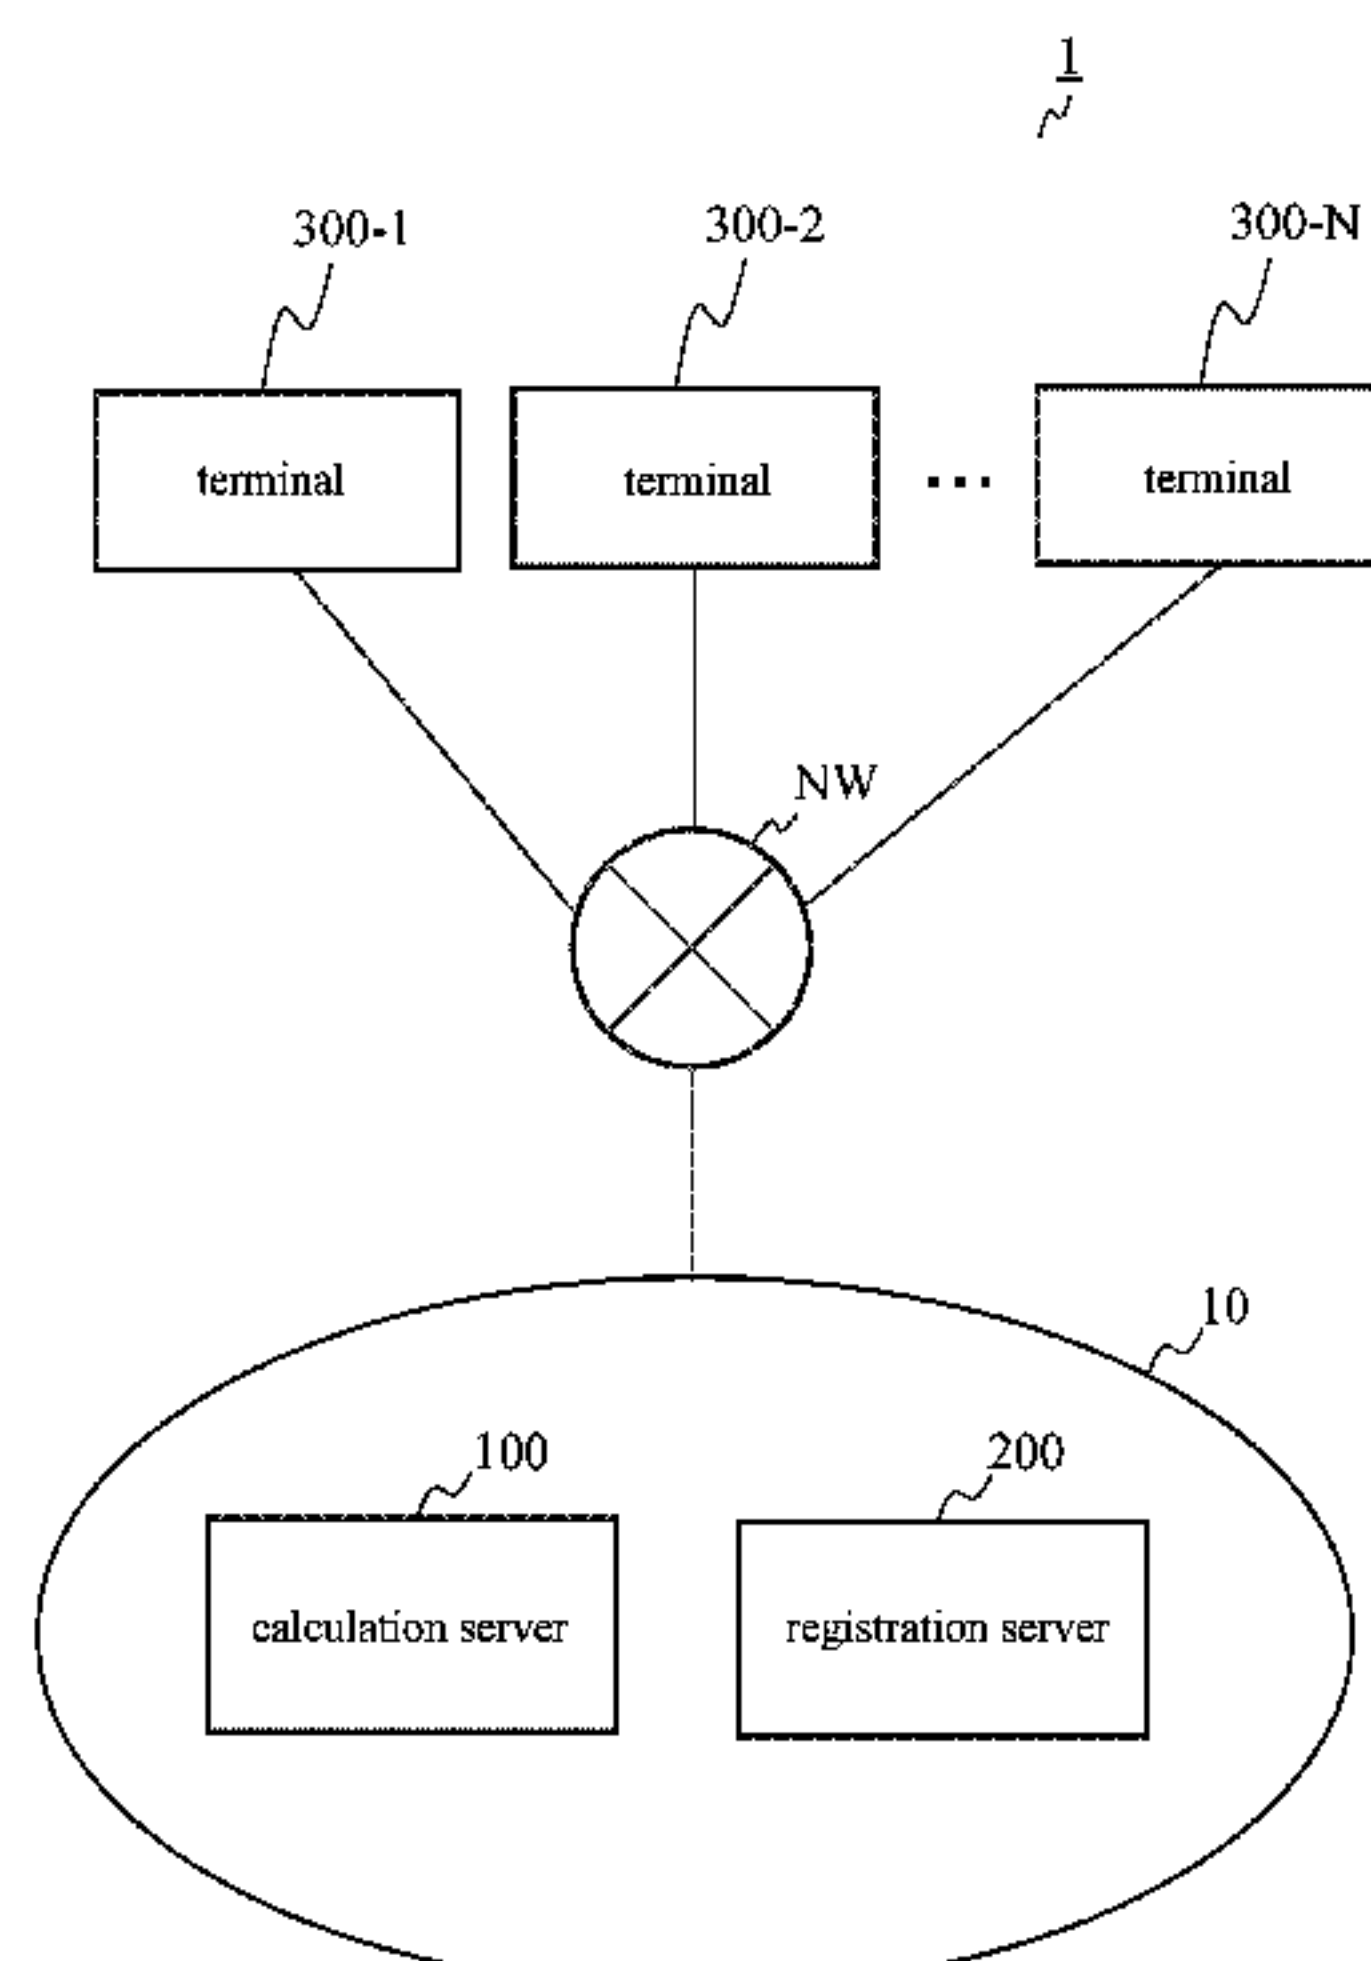 1
300-1 300-2 300-N
terminal terminal ... terminal
NW
10
100 200
calculation server registration server